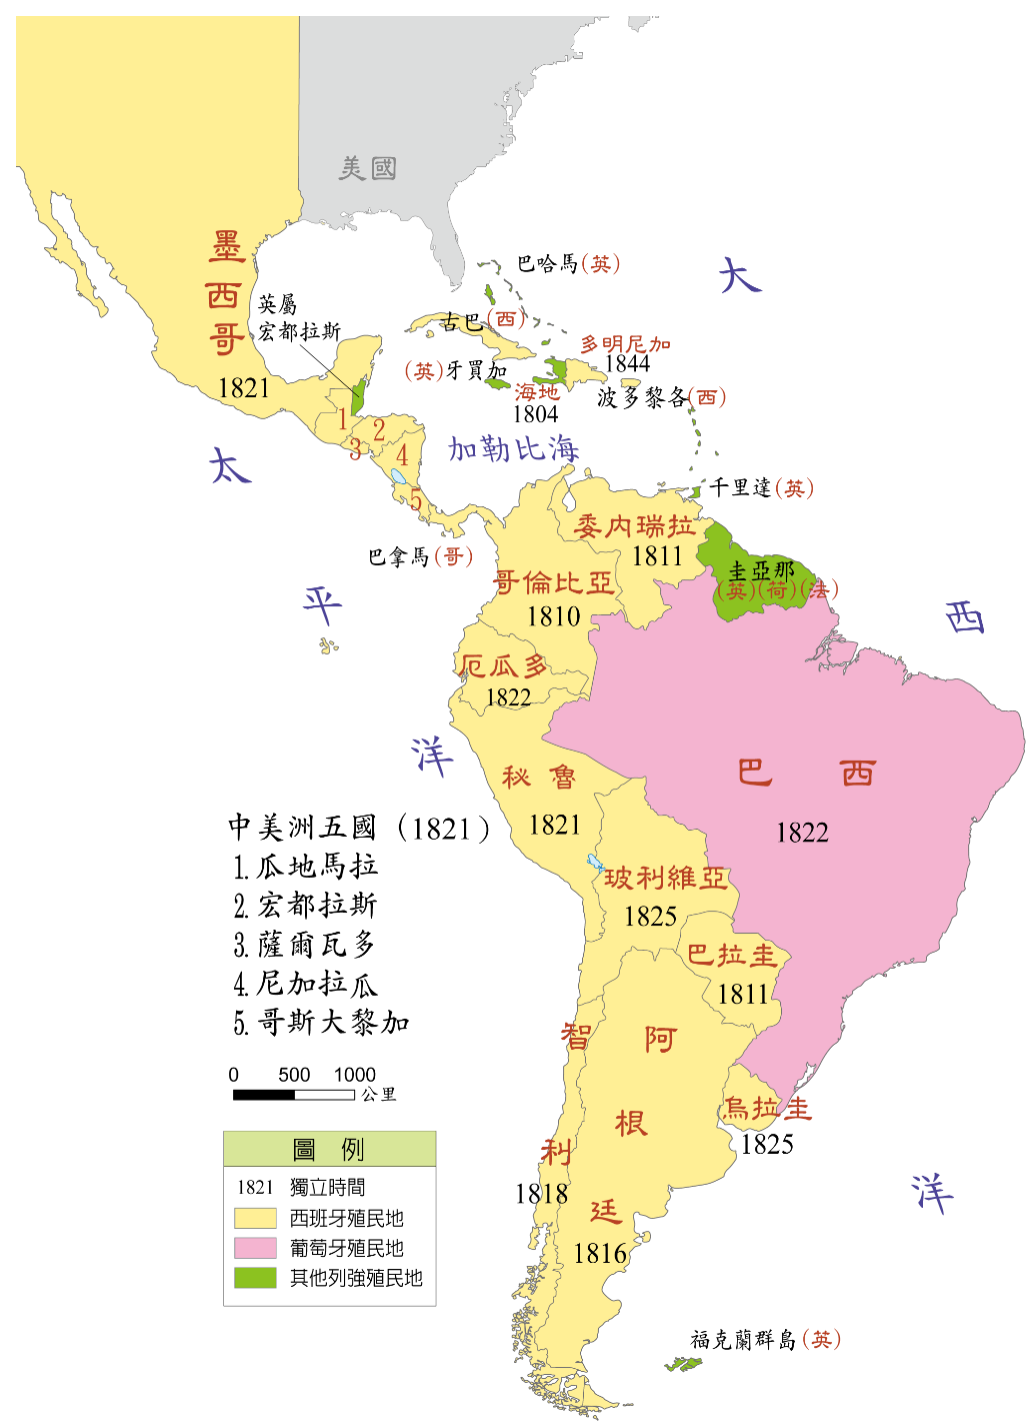 美國
墨西哥
1821
英屬
宏都拉斯
巴哈馬(英)
大
古巴(西)
多明尼加
1844
(英)牙買加
海地
1804
波多黎各(西)
1
2
3
4
5
加勒比海
太
千里達(英)
委內瑞拉
1811
巴拿馬(哥)
圭亞那
(英)(荷)(法)
哥倫比亞
1810
平
西
厄瓜多
1822
洋
秘魯
1821
巴西
1822
中美洲五國（1821）
1.瓜地馬拉
2.宏都拉斯
3.薩爾瓦多
4.尼加拉瓜
5.哥斯大黎加
玻利維亞
1825
巴拉圭
1811
智利
1818
阿根廷
1816
烏拉圭
1825
洋
0 500 1000
公里
圖例
1821 獨立時間
西班牙殖民地
葡萄牙殖民地
其他列強殖民地
福克蘭群島(英)